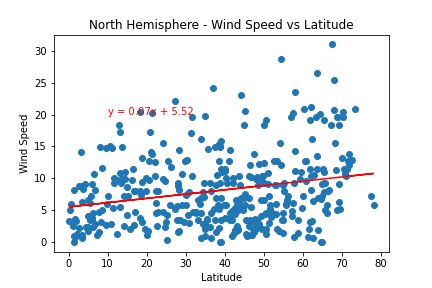 North Hemisphere - Wind Speed vs Latitude
30
25
20
15
10
5
0
y = 0.07x + 5.52
Wind Speed
0 10 20 30 40 50 60 70 80
Latitude